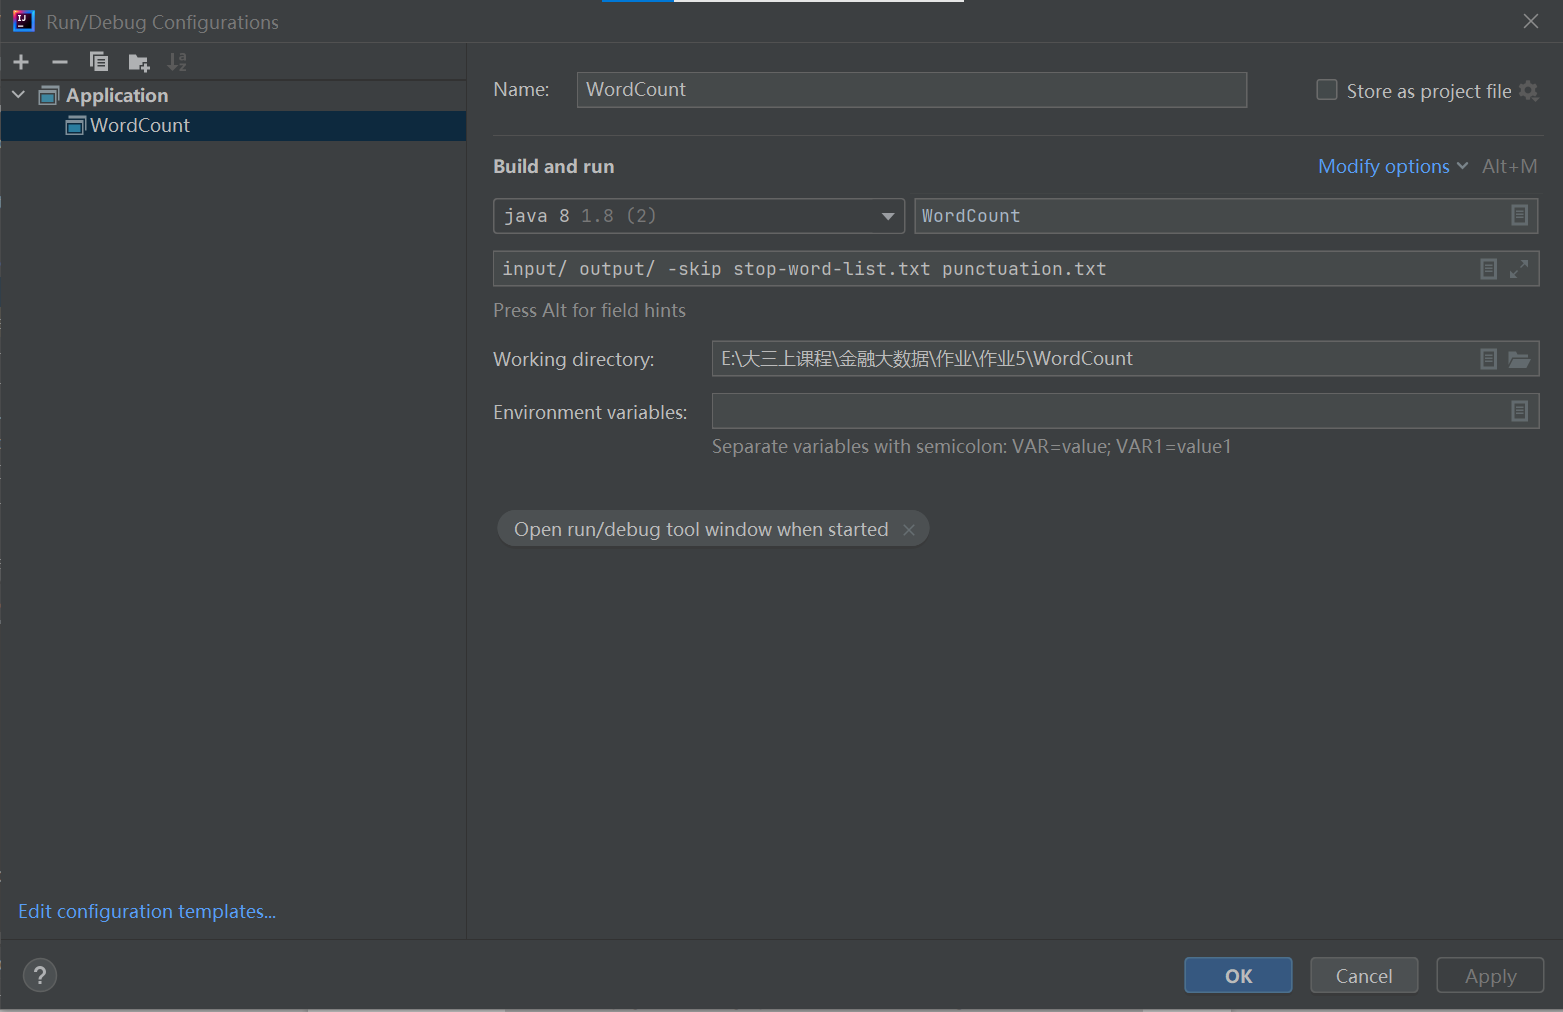 Run/Debug Configurations
Application
WordCount
Edit configuration templates...
Name: WordCount Store as project file
Build and run Modify options Alt+M
java 8 1.8 (2) WordCount
input/ output/ -skip stop-word-list.txt punctuation.txt
Press Alt for field hints
Working directory: E:\大三上课程\金融大数据\作业\作业5\WordCount
Environment variables:
Separate variables with semicolon: VAR=value; VAR1=value1
Open run/debug tool window when started
? OK Cancel Apply